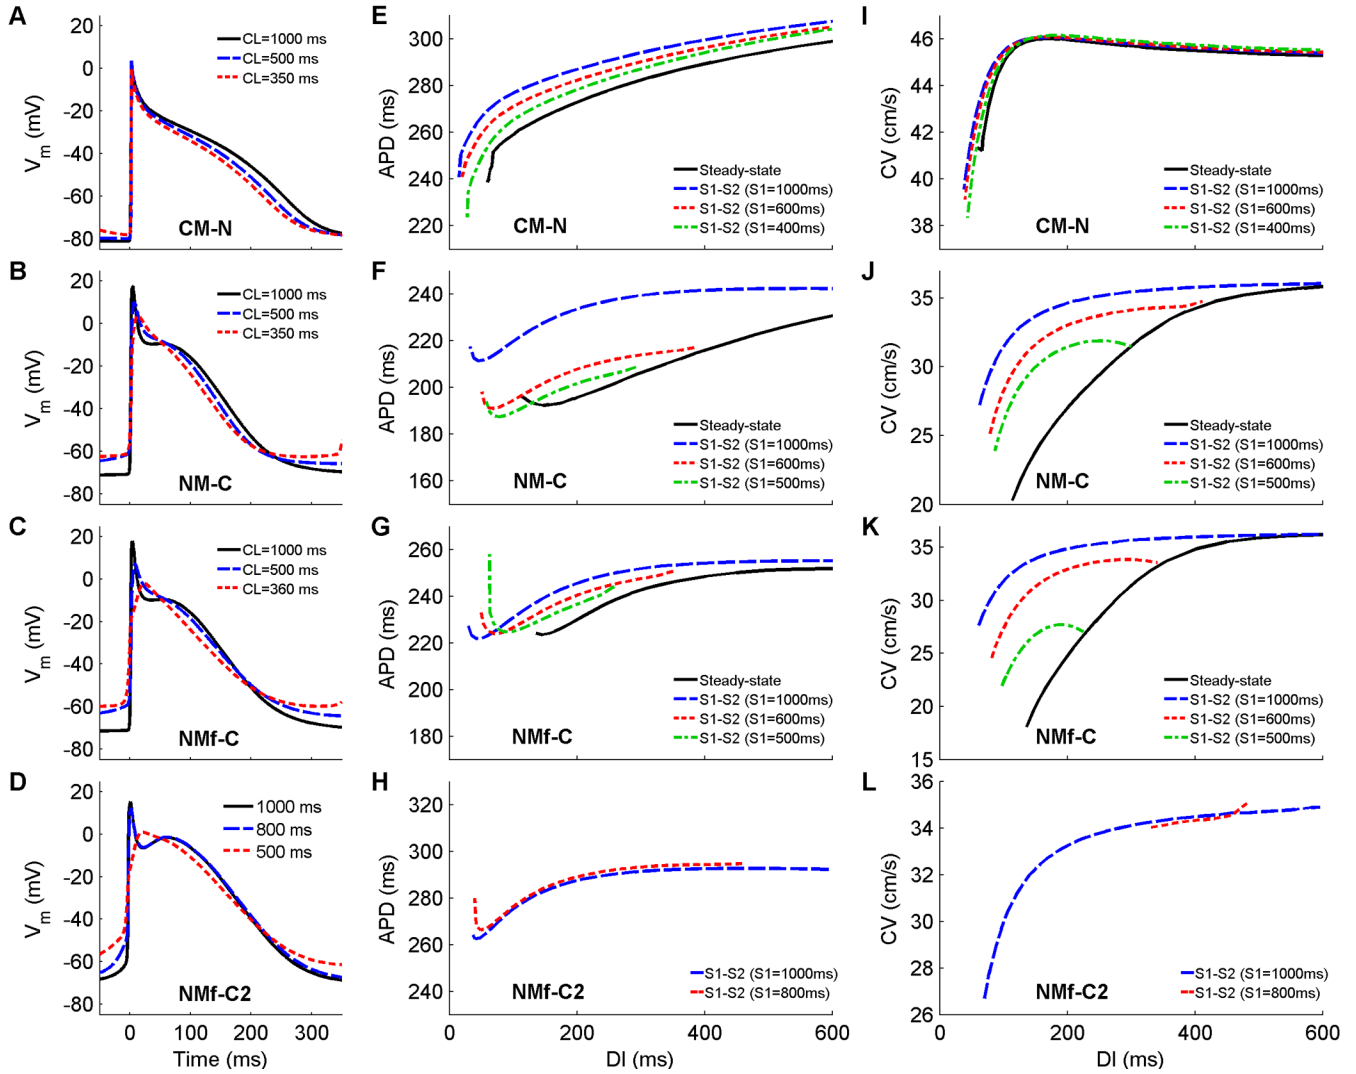 A
20
0
-20
-40
-60
-80
V_m (mV)
CL=1000 ms
CL=500 ms
CL=350 ms
CM-N
E
300
280
260
240
220
APD (ms)
Steady-state
S1-S2 (S1=1000ms)
S1-S2 (S1=600ms)
S1-S2 (S1=400ms)
CM-N
I
46
44
42
40
38
CV (cm/s)
Steady-state
S1-S2 (S1=1000ms)
S1-S2 (S1=600ms)
S1-S2 (S1=400ms)
CM-N
B
20
0
-20
-40
-60
-80
V_m (mV)
CL=1000 ms
CL=500 ms
CL=350 ms
NM-C
F
240
220
200
180
160
APD (ms)
Steady-state
S1-S2 (S1=1000ms)
S1-S2 (S1=600ms)
S1-S2 (S1=500ms)
NM-C
J
35
30
25
20
CV (cm/s)
Steady-state
S1-S2 (S1=1000ms)
S1-S2 (S1=600ms)
S1-S2 (S1=500ms)
NM-C
C
20
0
-20
-40
-60
-80
V_m (mV)
CL=1000 ms
CL=500 ms
CL=360 ms
NMf-C
G
260
240
220
200
180
APD (ms)
Steady-state
S1-S2 (S1=1000ms)
S1-S2 (S1=600ms)
S1-S2 (S1=500ms)
NMf-C
K
35
30
25
20
15
CV (cm/s)
Steady-state
S1-S2 (S1=1000ms)
S1-S2 (S1=600ms)
S1-S2 (S1=500ms)
NMf-C
D
20
0
-20
-40
-60
-80
V_m (mV)
1000 ms
800 ms
500 ms
NMf-C2
0 100 200 300
Time (ms)
H
320
300
280
260
240
APD (ms)
S1-S2 (S1=1000ms)
S1-S2 (S1=800ms)
NMf-C2
0 200 400 600
DI (ms)
L
36
34
32
30
28
26
CV (cm/s)
S1-S2 (S1=1000ms)
S1-S2 (S1=800ms)
NMf-C2
0 200 400 600
DI (ms)